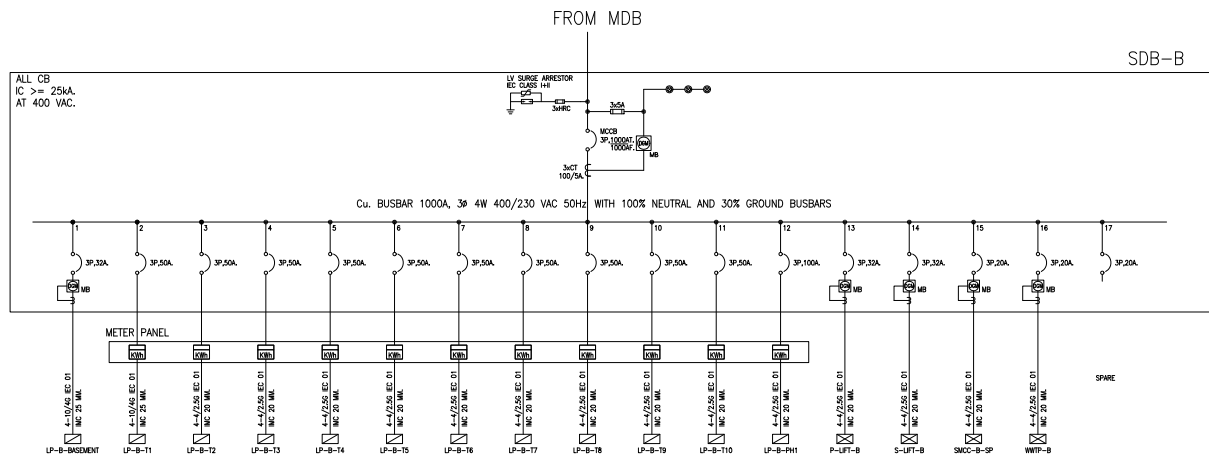 FROM MDB
SDB-B
ALL CB
IC >= 25kA.
AT 400 VAC.
LV SURGE ARRESTOR
IEC CLASS I+II
3xHRC
3x5A
MCCB
3P,1000AT.
1000AF.
DGM
MB
3xCT
100/5A.
Cu. BUSBAR 1000A, 3ø 4W 400/230 VAC 50Hz WITH 100% NEUTRAL AND 30% GROUND BUSBARS
1 2 3 4 5 6 7 8 9 10 11 12 13 14 15 16 17
3P,32A. 3P,50A. 3P,50A. 3P,50A. 3P,50A. 3P,50A. 3P,50A. 3P,50A. 3P,50A. 3P,50A. 3P,50A. 3P,100A. 3P,32A. 3P,32A. 3P,20A. 3P,20A. 3P,20A.
DGM MB DGM MB DGM MB DGM MB DGM MB
METER PANEL
KWh KWh KWh KWh KWh KWh KWh KWh KWh KWh KWh
4-10/4G IEC 01
IMC 25 MM.
4-10/4G IEC 01
IMC 25 MM.
4-4/2.5G IEC 01
IMC 20 MM.
4-4/2.5G IEC 01
IMC 20 MM.
4-4/2.5G IEC 01
IMC 20 MM.
4-4/2.5G IEC 01
IMC 20 MM.
4-4/2.5G IEC 01
IMC 20 MM.
4-4/2.5G IEC 01
IMC 20 MM.
4-4/2.5G IEC 01
IMC 20 MM.
4-4/2.5G IEC 01
IMC 20 MM.
4-4/2.5G IEC 01
IMC 20 MM.
4-4/2.5G IEC 01
IMC 20 MM.
4-4/2.5G IEC 01
IMC 20 MM.
4-4/2.5G IEC 01
IMC 20 MM.
4-4/2.5G IEC 01
IMC 20 MM.
4-4/2.5G IEC 01
IMC 20 MM.
SPARE
LP-B-BASEMENT LP-B-T1 LP-B-T2 LP-B-T3 LP-B-T4 LP-B-T5 LP-B-T6 LP-B-T7 LP-B-T8 LP-B-T9 LP-B-T10 LP-B-PH1 P-LIFT-B S-LIFT-B SMCC-B-SP WWTP-B